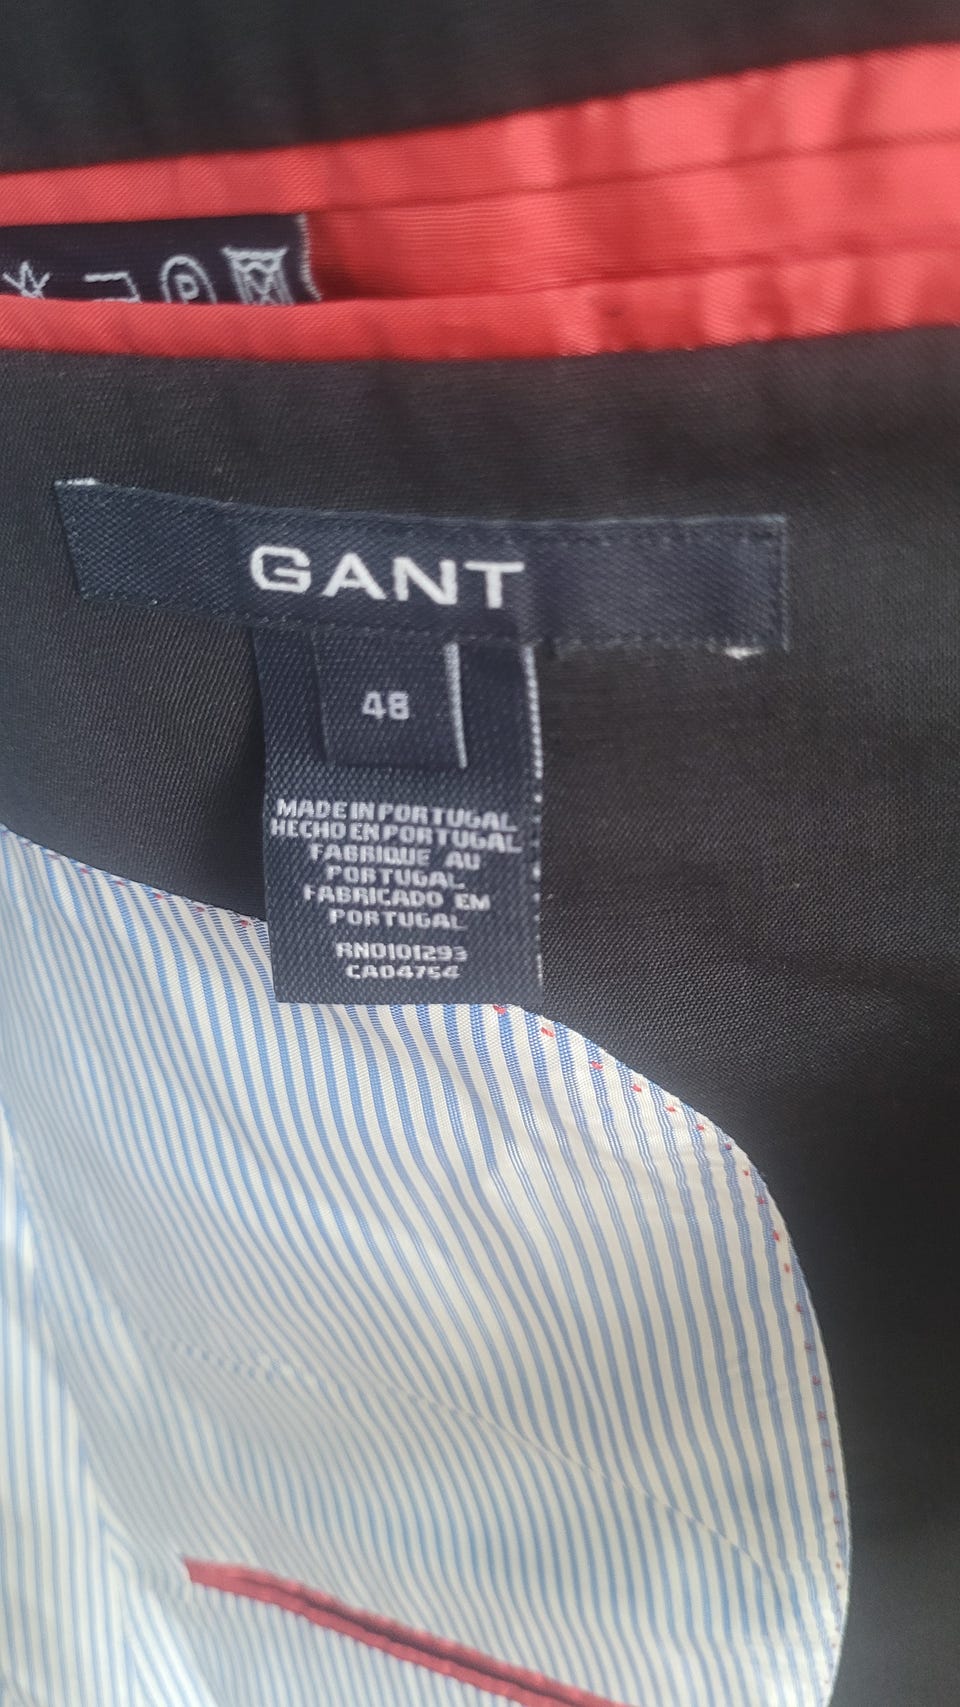 GANT
48
MADE IN PORTUGAL
HECHO EN PORTUGAL
FABRIQUE AU
PORTUGAL
FABRICADO EM
PORTUGAL
RN0101293
CA04754